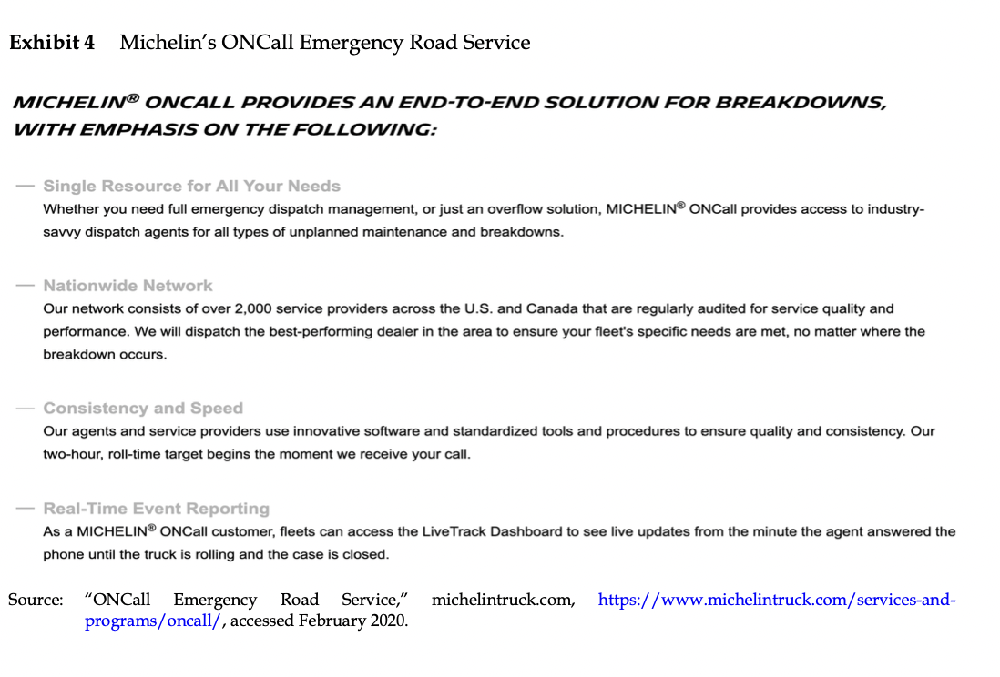 Exhibit 4 Michelin's ONCall Emergency Road Service
MICHELIN® ONCALL PROVIDES AN END-TO-END SOLUTION FOR BREAKDOWNS,
WITH EMPHASIS ON THE FOLLOWING:
— Single Resource for All Your Needs
Whether you need full emergency dispatch management, or just an overflow solution, MICHELIN® ONCall provides access to industry-
savvy dispatch agents for all types of unplanned maintenance and breakdowns.
— Nationwide Network
Our network consists of over 2,000 service providers across the U.S. and Canada that are regularly audited for service quality and
performance. We will dispatch the best-performing dealer in the area to ensure your fleet's specific needs are met, no matter where the
breakdown occurs.
— Consistency and Speed
Our agents and service providers use innovative software and standardized tools and procedures to ensure quality and consistency. Our
two-hour, roll-time target begins the moment we receive your call.
— Real-Time Event Reporting
As a MICHELIN® ONCall customer, fleets can access the LiveTrack Dashboard to see live updates from the minute the agent answered the
phone until the truck is rolling and the case is closed.
Source: "ONCall Emergency Road Service," michelintruck.com, https://www.michelintruck.com/services-and-
programs/oncall/, accessed February 2020.